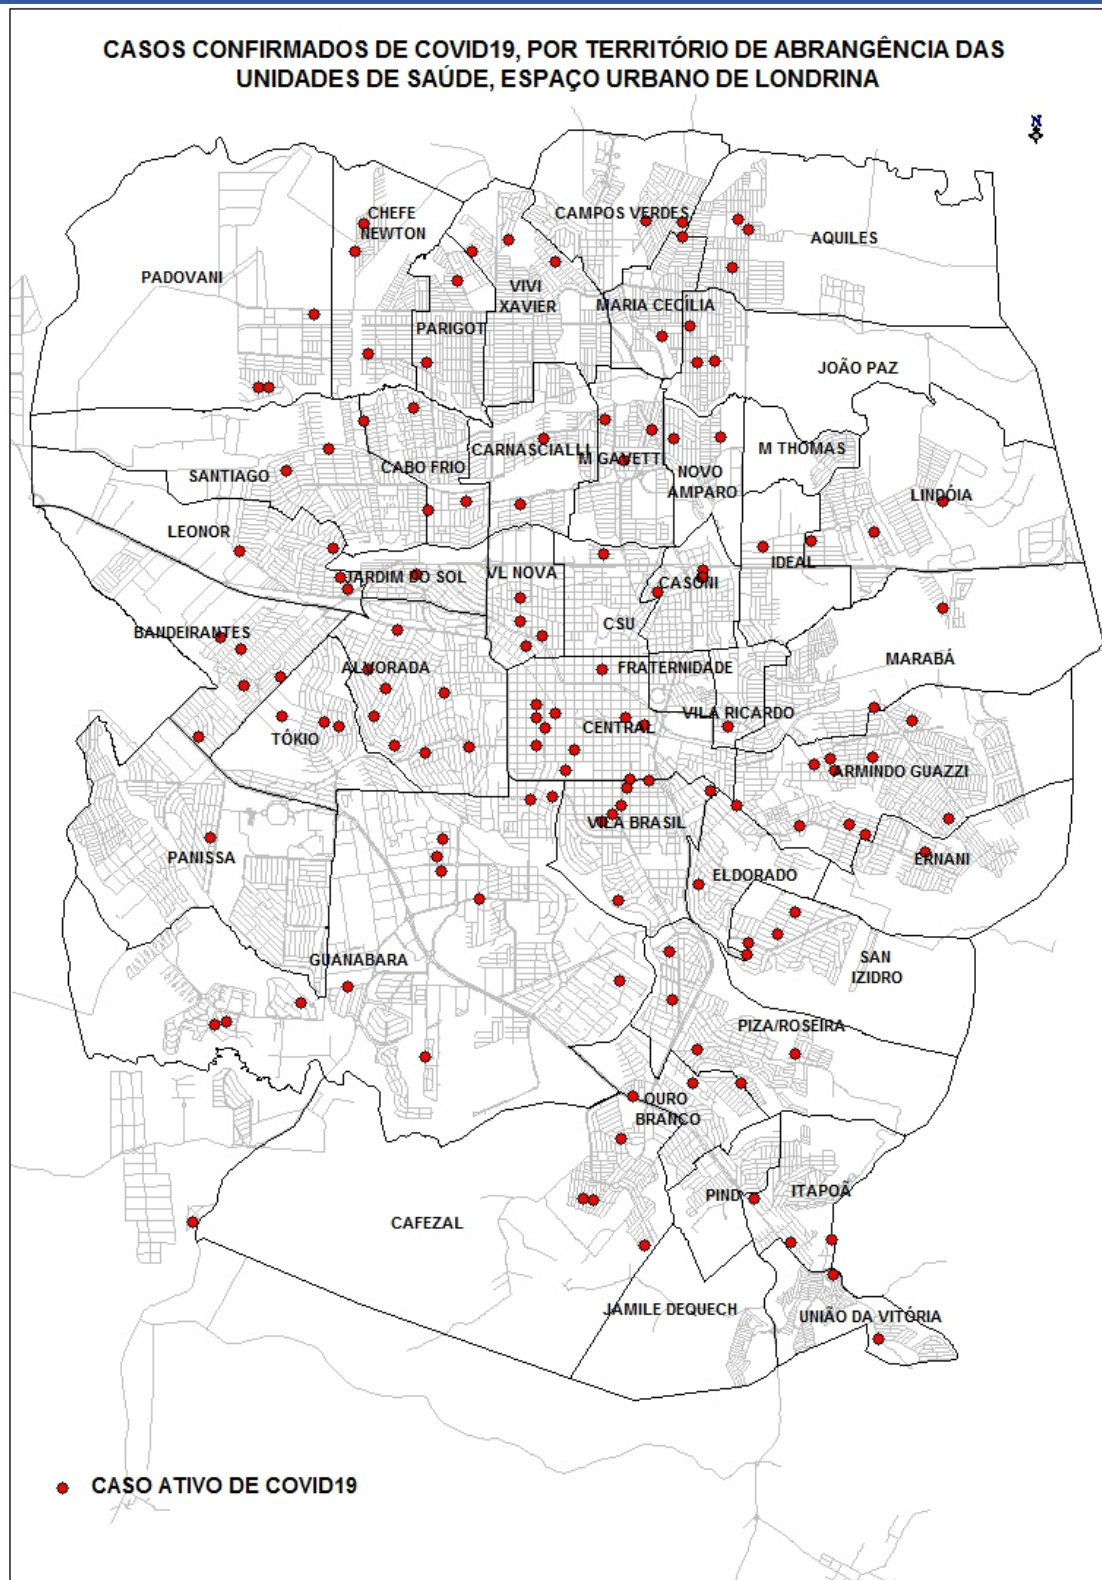 CASOS CONFIRMADOS DE COVID19, POR TERRITÓRIO DE ABRANGÊNCIA DAS
UNIDADES DE SAÚDE, ESPAÇO URBANO DE LONDRINA
N
CHEFE
NEWTON
CAMPOS VERDES
AQUILES
PADOVANI
VIVI
XAVIER
MARIA CECÍLIA
PARIGOT
JOÃO PAZ
CARNASCIALLI
M GAVETTI
M THOMAS
SANTIAGO
CABO FRIO
NOVO
AMPARO
LINDÓIA
LEONOR
IDEAL
JARDIM DO SOL
VL NOVA
CASONI
CSU
BANDEIRANTES
ALVORADA
FRATERNIDADE
MARABÁ
TÔKIO
CENTRAL
VILA RICARDO
ARMINDO GUAZZI
VILA BRASIL
PANISSA
ELDORADO
ERNANI
GUANABARA
SAN
IZIDRO
PIZA/ROSEIRA
OURO
BRANCO
PIND
ITAPOÃ
CAFEZAL
JAMILE DEQUECH
UNIÃO DA VITÓRIA
CASO ATIVO DE COVID19